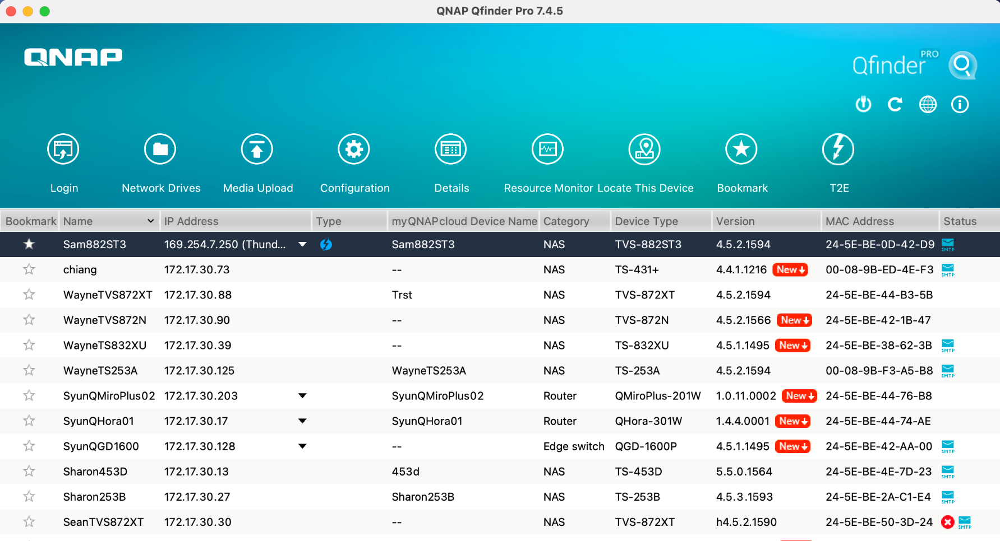 QNAP Qfinder Pro 7.4.5
QNAP
Qfinder PRO
Login Network Drives Media Upload Configuration Details Resource Monitor Locate This Device Bookmark T2E
Bookmark Name IP Address Type myQNAPcloud Device Name Category Device Type Version MAC Address Status
Sam882ST3 169.254.7.250 (Thund... Sam882ST3 NAS TVS-882ST3 4.5.2.1594 24-5E-BE-0D-42-D9 SMTP
chiang 172.17.30.73 -- NAS TS-431+ 4.4.1.1216 New 00-08-9B-ED-4E-F3 SMTP
WayneTVS872XT 172.17.30.88 Trst NAS TVS-872XT 4.5.2.1594 24-5E-BE-44-B3-5B
WayneTVS872N 172.17.30.90 -- NAS TVS-872N 4.5.2.1566 New 24-5E-BE-42-1B-47
WayneTS832XU 172.17.30.39 -- NAS TS-832XU 4.5.1.1495 New 24-5E-BE-38-62-3B SMTP
WayneTS253A 172.17.30.125 WayneTS253A NAS TS-253A 4.5.2.1594 00-08-9B-F3-A5-B8 SMTP
SyunQMiroPlus02 172.17.30.203 SyunQMiroPlus02 Router QMiroPlus-201W 1.0.11.0002 New 24-5E-BE-44-76-B8
SyunQHora01 172.17.30.17 SyunQHora01 Router QHora-301W 1.4.4.0001 New 24-5E-BE-44-74-AE
SyunQGD1600 172.17.30.128 -- Edge switch QGD-1600P 4.5.1.1495 New 24-5E-BE-42-AA-00 SMTP
Sharon453D 172.17.30.13 453d NAS TS-453D 5.5.0.1564 24-5E-BE-4E-7D-23 SMTP
Sharon253B 172.17.30.27 Sharon253B NAS TS-253B 4.5.3.1593 24-5E-BE-2A-C1-E4 SMTP
SeanTVS872XT 172.17.30.30 -- NAS TVS-872XT h4.5.2.1590 24-5E-BE-50-3D-24 SMTP